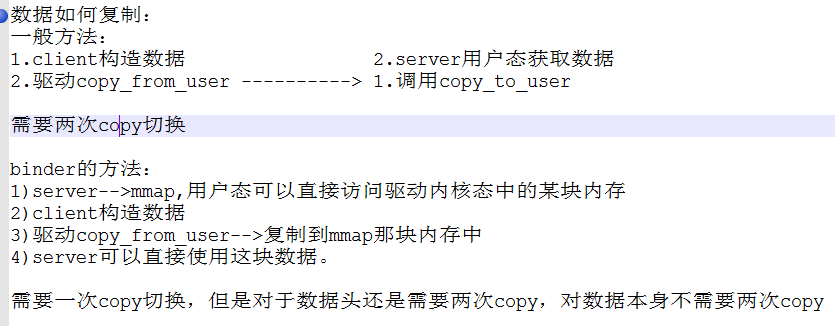 数据如何复制:
一般方法:
1.client构造数据 2.server用户态获取数据
2.驱动copy_from_user ----------> 1.调用copy_to_user
需要两次copy切换
binder的方法:
1)server-->mmap,用户态可以直接访问驱动内核态中的某块内存
2)client构造数据
3)驱动copy_from_user-->复制到mmap那块内存中
4)server可以直接使用这块数据。
需要一次copy切换，但是对于数据头还是需要两次copy，对数据本身不需要两次copy